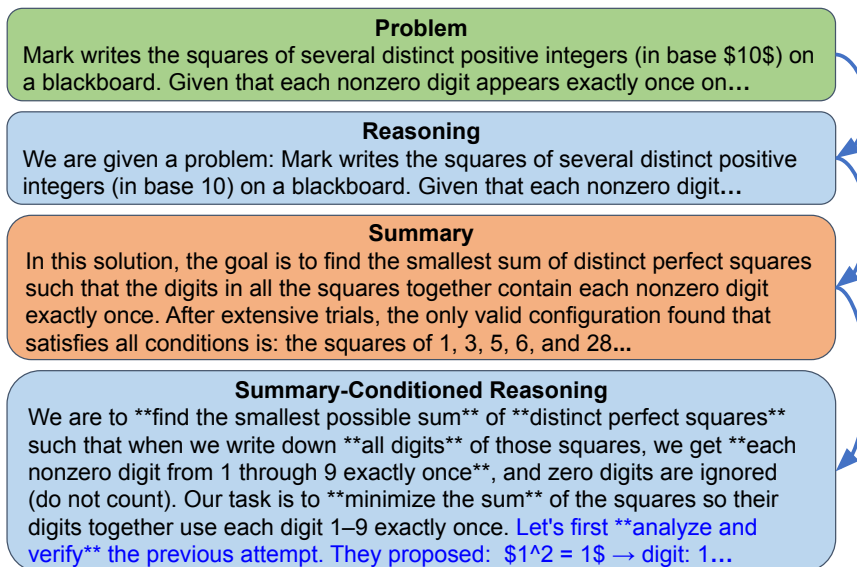 Problem
Mark writes the squares of several distinct positive integers (in base $10$) on
a blackboard. Given that each nonzero digit appears exactly once on...
Reasoning
We are given a problem: Mark writes the squares of several distinct positive
integers (in base 10) on a blackboard. Given that each nonzero digit...
Summary
In this solution, the goal is to find the smallest sum of distinct perfect squares
such that the digits in all the squares together contain each nonzero digit
exactly once. After extensive trials, the only valid configuration found that
satisfies all conditions is: the squares of 1, 3, 5, 6, and 28...
Summary-Conditioned Reasoning
We are to **find the smallest possible sum** of **distinct perfect squares**
such that when we write down **all digits** of those squares, we get **each
nonzero digit from 1 through 9 exactly once**, and zero digits are ignored
(do not count). Our task is to **minimize the sum** of the squares so their
digits together use each digit 1–9 exactly once. Let's first **analyze and
verify** the previous attempt. They proposed:  $1^2 = 1$ → digit: 1...